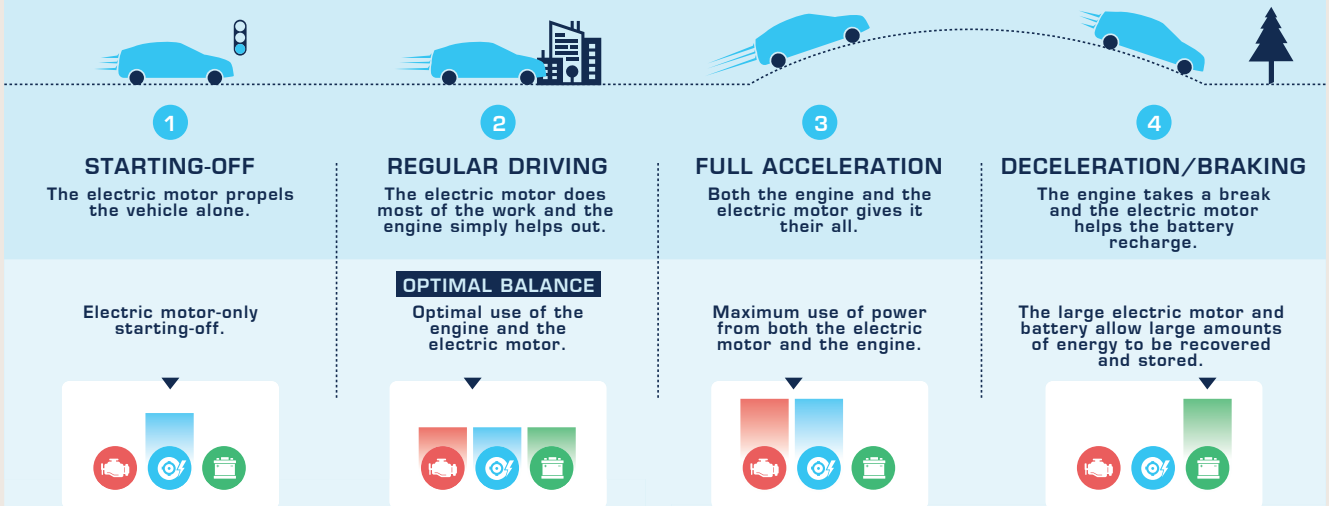 1
STARTING-OFF
The electric motor propels
the vehicle alone.
Electric motor-only
starting-off.
2
REGULAR DRIVING
The electric motor does
most of the work and the
engine simply helps out.
OPTIMAL BALANCE
Optimal use of the
engine and the
electric motor.
3
FULL ACCELERATION
Both the engine and the
electric motor gives it
their all.
Maximum use of power
from both the electric
motor and the engine.
4
DECELERATION/BRAKING
The engine takes a break
and the electric motor
helps the battery
recharge.
The large electric motor and
battery allow large amounts
of energy to be recovered
and stored.